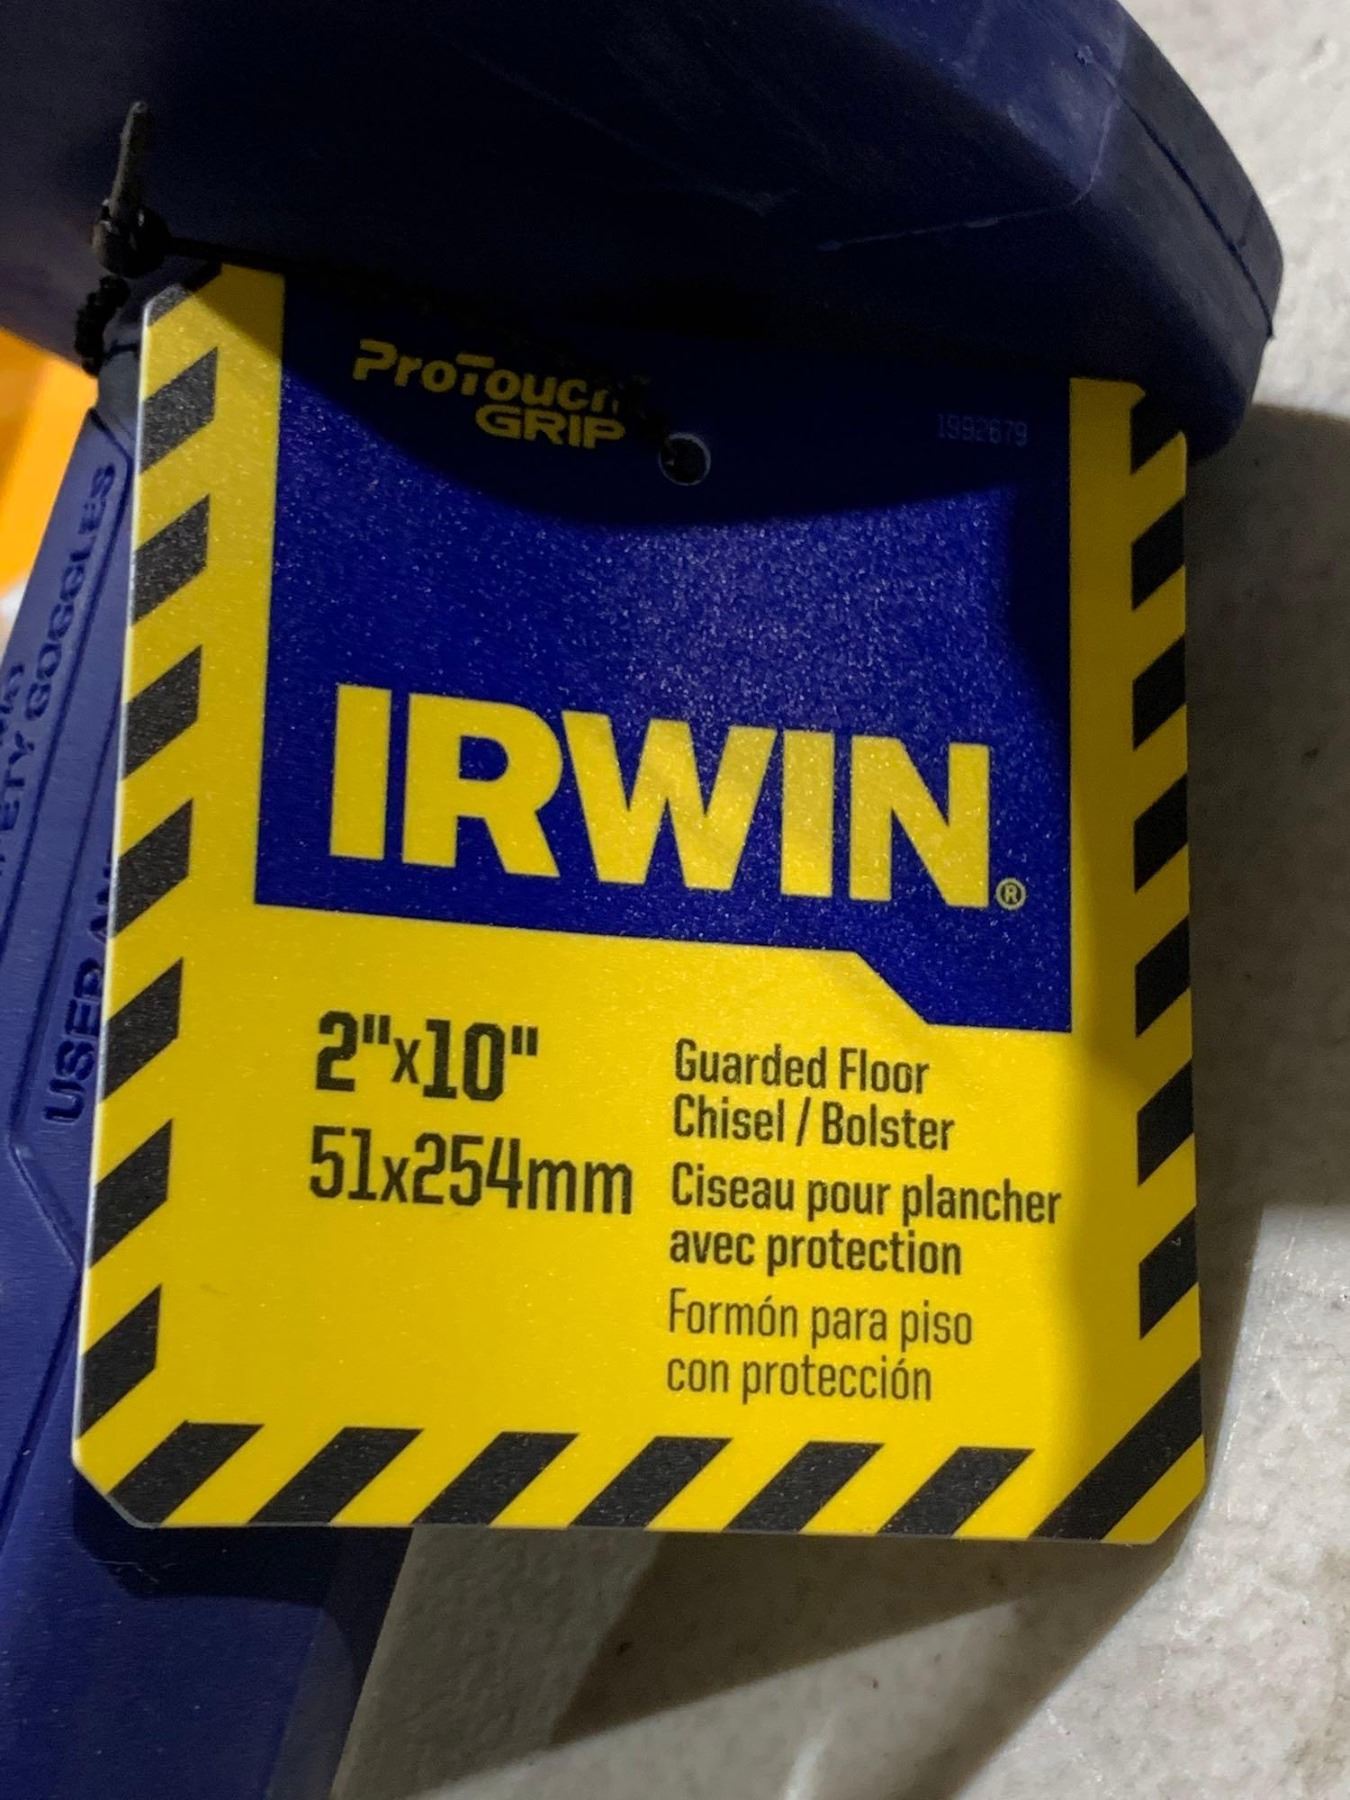 ProTouch
GRIP
1992679
IRWIN®
2"x10"
51x254mm
Guarded Floor
Chisel / Bolster
Ciseau pour plancher
avec protection
Formón para piso
con protección
GOGGLES
USER